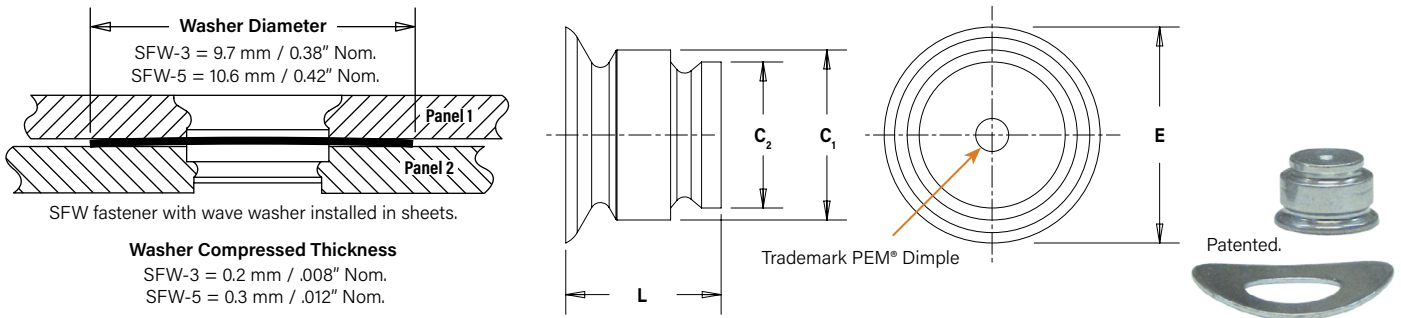 Washer Diameter
SFW-3 = 9.7 mm / 0.38" Nom.
SFW-5 = 10.6 mm / 0.42" Nom.
Panel 1
Panel 2
SFW fastener with wave washer installed in sheets.
Washer Compressed Thickness
SFW-3 = 0.2 mm / .008" Nom.
SFW-5 = 0.3 mm / .012" Nom.
C₂
C₁
L
E
Trademark PEM® Dimple
Patented.